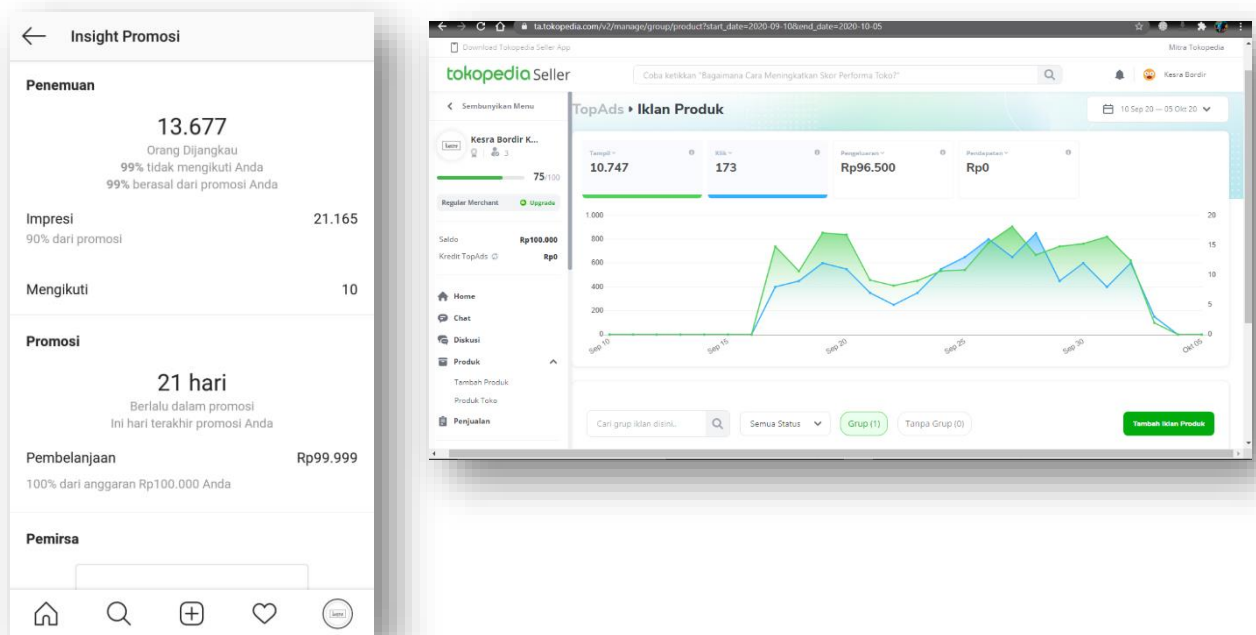 Insight Promosi
Penemuan
13.677
Orang Dijangkau
99% tidak mengikuti Anda
99% berasal dari promosi Anda
Impresi 21.165
90% dari promosi
Mengikuti 10
Promosi
21 hari
Berlalu dalam promosi
Ini hari terakhir promosi Anda
Pembelanjaan Rp99.999
100% dari anggaran Rp100.000 Anda
Pemirsa
ta.tokopedia.com/v2/manage/group/product?start_date=2020-09-10&end_date=2020-10-05
Download Tokopedia Seller App
Mitra Tokopedia
tokopedia Seller
Coba ketikkan "Bagaimana Cara Meningkatkan Skor Performa Toko?"
Kesra Bordir
Sembunyikan Menu
Kesra Bordir K...
3
75/100
Regular Merchant Upgrade
Saldo Rp100.000
Kredit TopAds Rp0
Home
Chat
Diskusi
Produk
Tambah Produk
Produk Toko
Penjualan
TopAds Iklan Produk
10 Sep 20 — 05 Okt 20
Tampil Klik Pengeluaran Pendapatan
10.747 173 Rp96.500 Rp0
1.000 20
800
15
600
400 10
200 5
0 0
Sep 10 Sep 15 Sep 20 Sep 25 Sep 30 Okt 05
Cari grup iklan disini..
Semua Status
Grup (1)
Tanpa Grup (0)
Tambah Iklan Produk